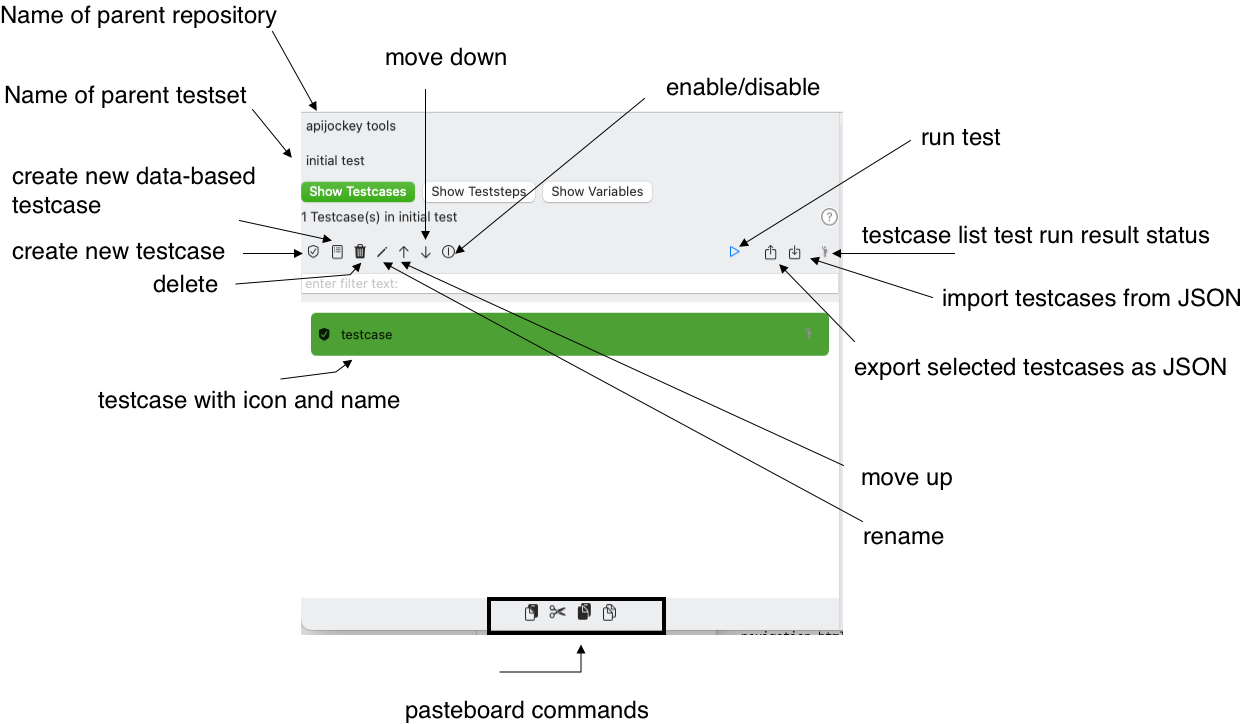 Name of parent repository
move down
enable/disable
Name of parent testset
apijockey tools
run test
initial test
create new data-based
testcase
Show Testcases
Show Teststeps
Show Variables
1 Testcase(s) in initial test
?
testcase list test run result status
create new testcase
delete
enter filter text:
import testcases from JSON
testcase
export selected testcases as JSON
testcase with icon and name
move up
rename
pasteboard commands